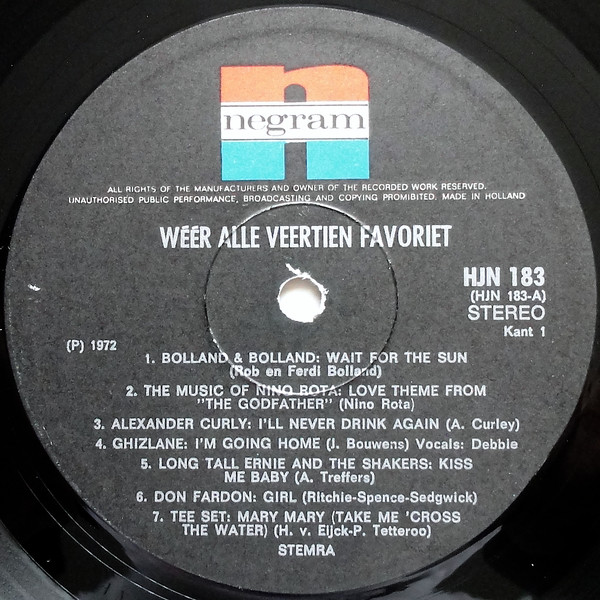 negram
ALL RIGHTS OF THE MANUFACTURERS AND OWNER OF THE RECORDED WORK RESERVED.
UNAUTHORISED PUBLIC PERFORMANCE, BROADCASTING AND COPYING PROHIBITED. MADE IN HOLLAND
WÉÉR ALLE VEERTIEN FAVORIET
HJN 183
(HJN 183-A)
STEREO
Kant 1
(P) 1972
1. BOLLAND & BOLLAND: WAIT FOR THE SUN
(Rob en Ferdi Bolland)
2. THE MUSIC OF NINO ROTA: LOVE THEME FROM
"THE GODFATHER" (Nino Rota)
3. ALEXANDER CURLY: I'LL NEVER DRINK AGAIN (A. Curley)
4. GHIZLANE: I'M GOING HOME (J. Bouwens) Vocals: Debbie
5. LONG TALL ERNIE AND THE SHAKERS: KISS
ME BABY (A. Treffers)
6. DON FARDON: GIRL (Ritchie-Spence-Sedgwick)
7. TEE SET: MARY MARY (TAKE ME 'CROSS
THE WATER) (H. v. Eijck-P. Tetteroo)
STEMRA